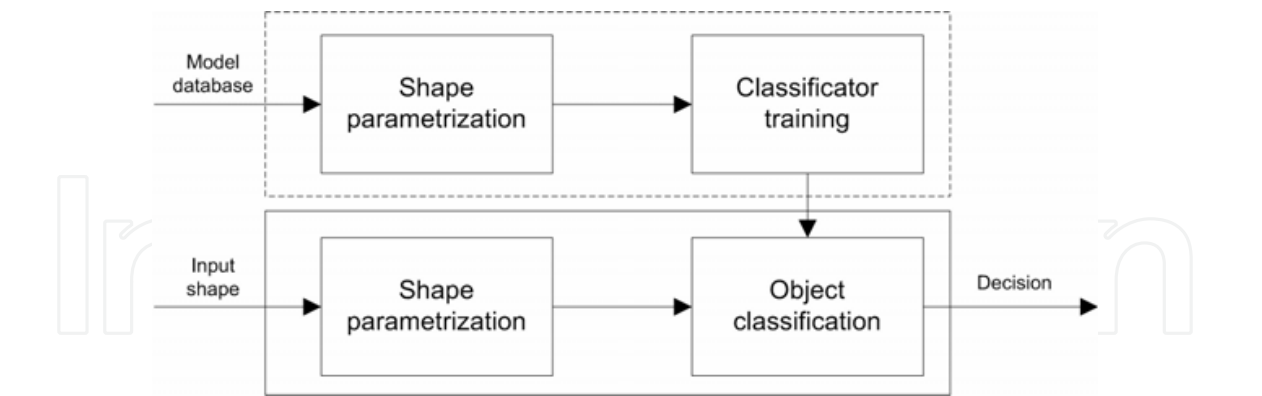 Model
database
Shape
parametrization
Classificator
training
Input
shape
Shape
parametrization
Object
classification
Decision